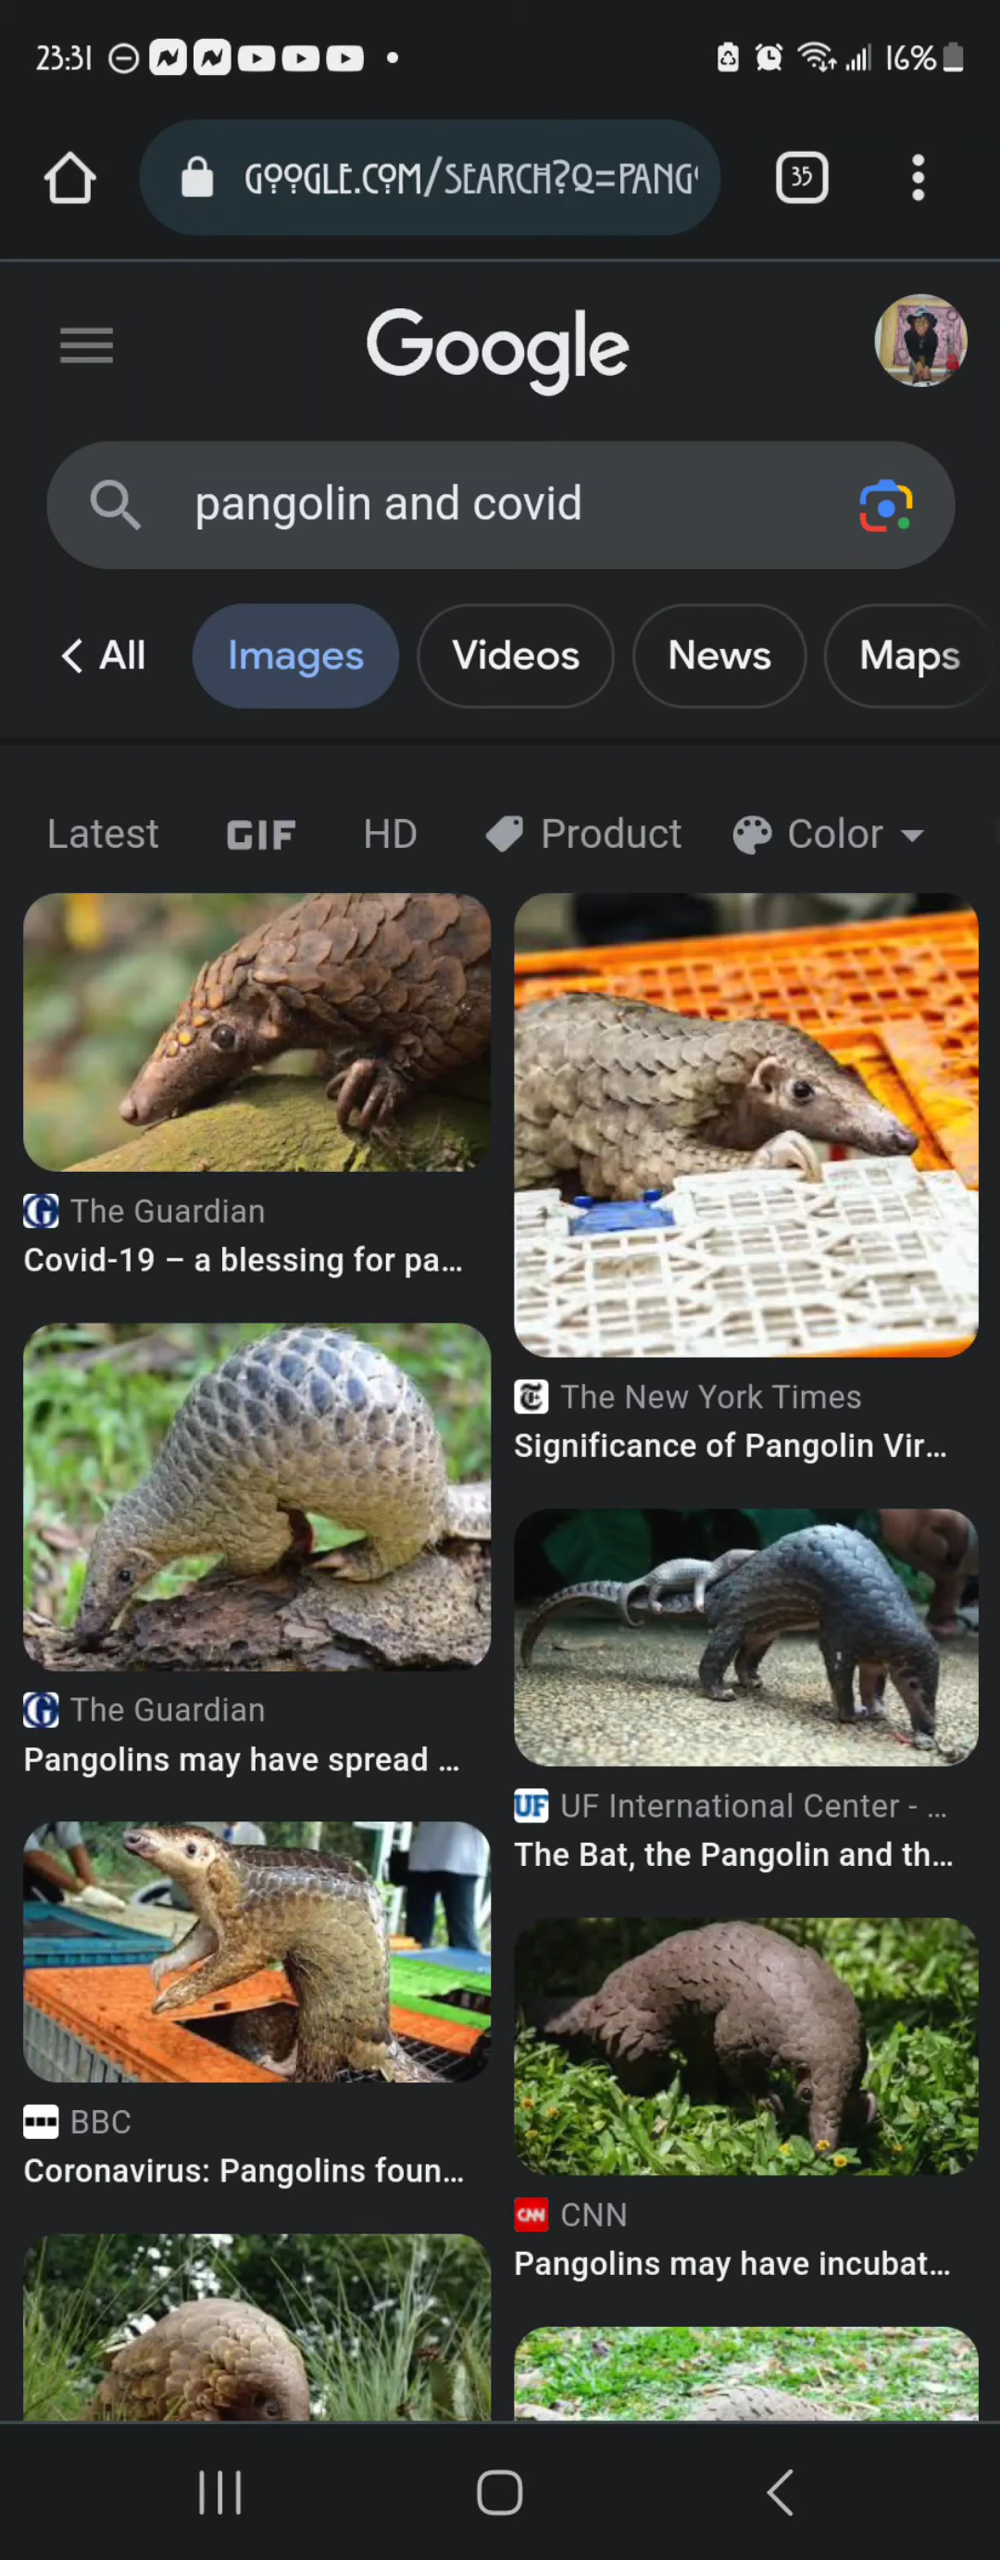 23:31 16%
GOOGLE.COM/SEARCH?Q=PANG
35
Google
pangolin and covid
All Images Videos News Maps
Latest GIF HD Product Color
The Guardian
Covid-19 – a blessing for pa...
The New York Times
Significance of Pangolin Vir...
The Guardian
Pangolins may have spread ...
UF UF International Center - ...
The Bat, the Pangolin and th...
BBC
Coronavirus: Pangolins foun...
CNN CNN
Pangolins may have incubat...